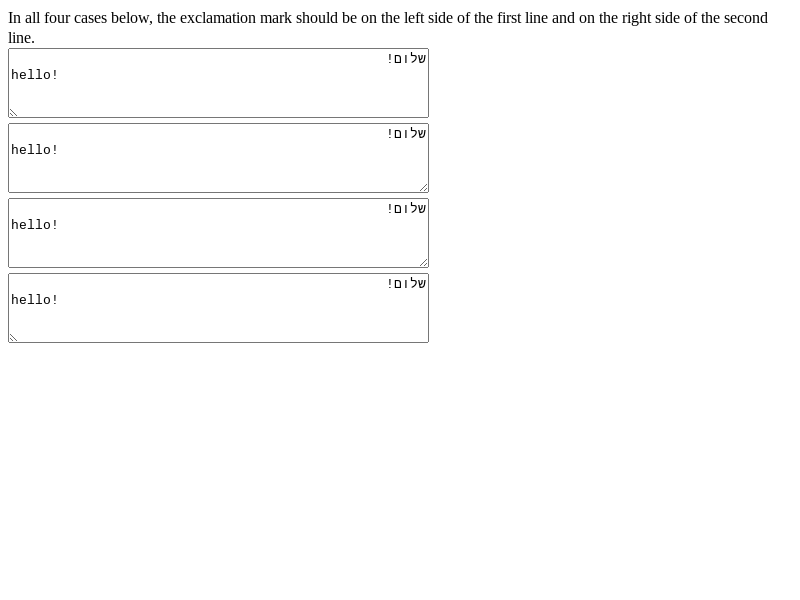 In all four cases below, the exclamation mark should be on the left side of the first line and on the right side of the second
line.
שלום!
hello!
שלום!
hello!
שלום!
hello!
שלום!
hello!